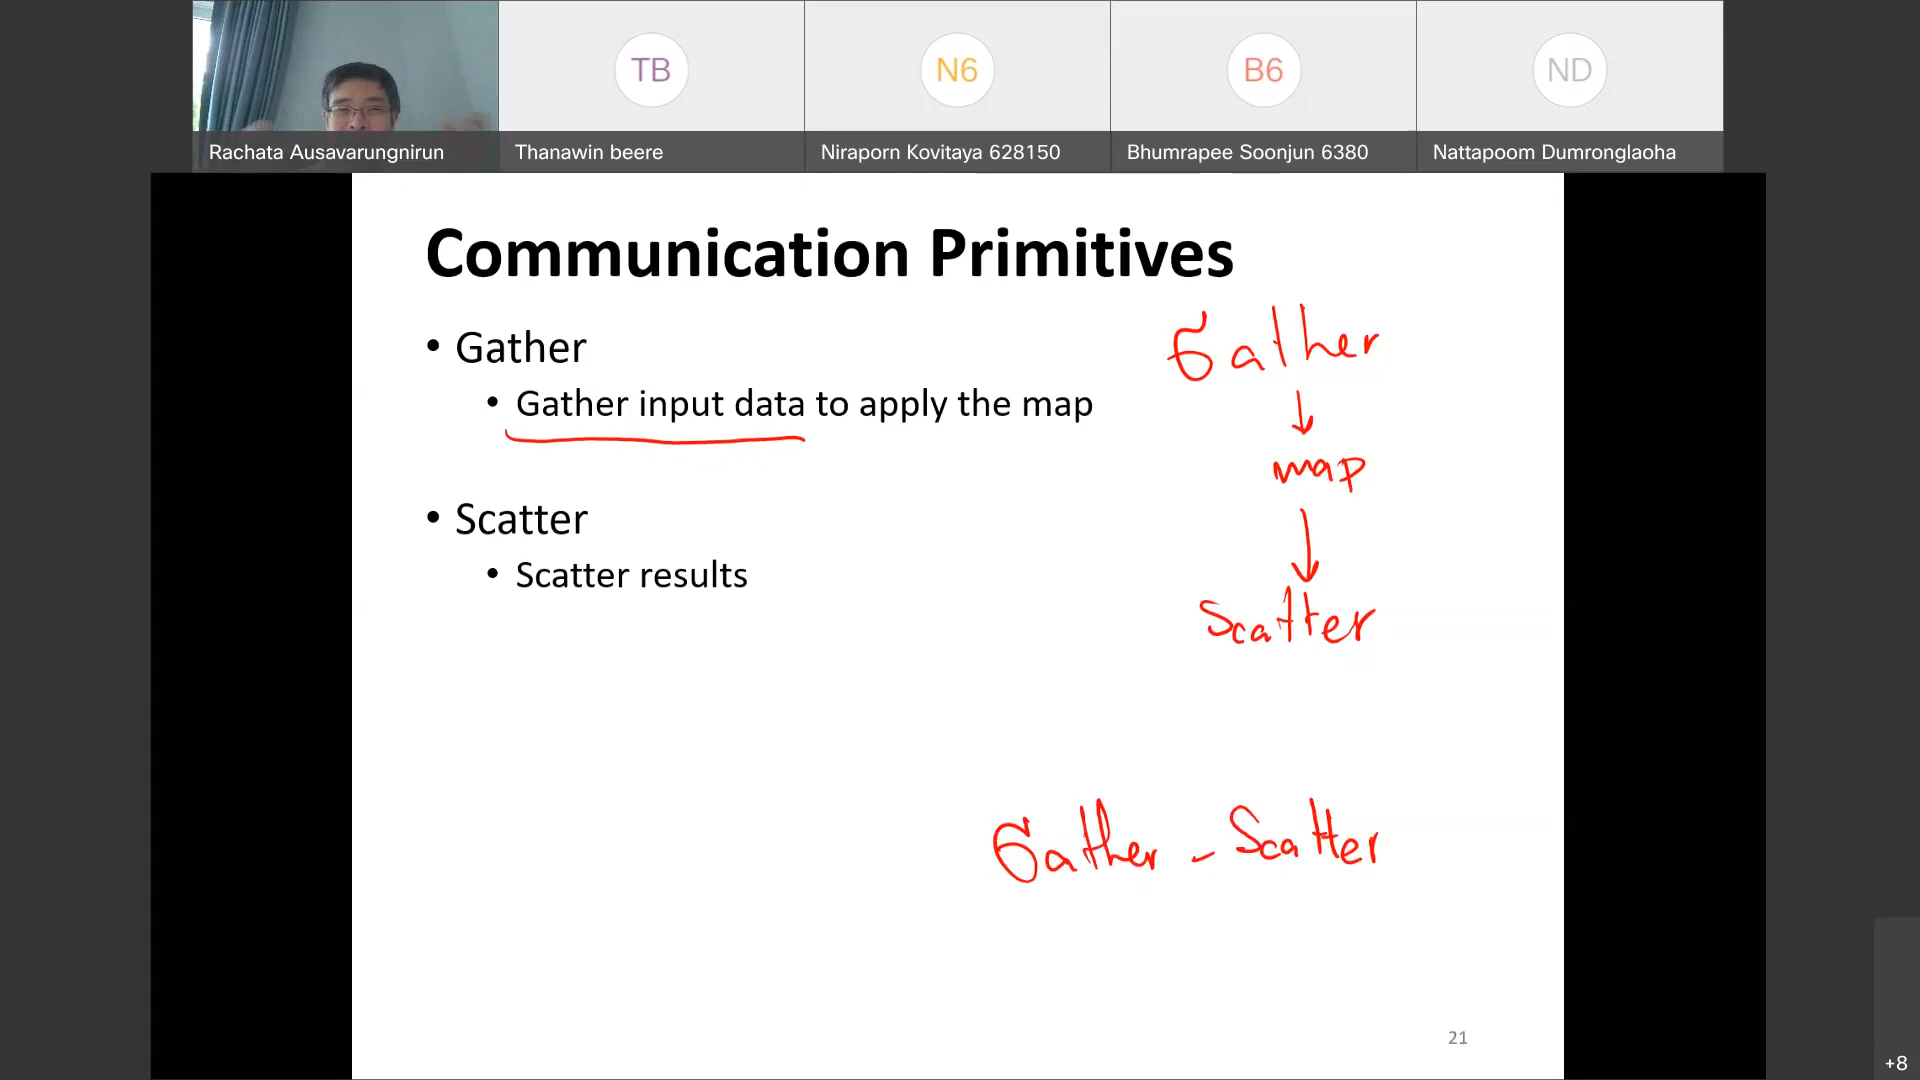 TB
N6
B6
ND
Rachata Ausavarungnirun
Thanawin beere
Niraporn Kovitaya 628150
Bhumrapee Soonjun 6380
Nattapoom Dumronglaoha
Communication Primitives
• Gather
• Gather input data to apply the map
• Scatter
• Scatter results
Gather
↓
map
↓
Scatter
Gather - Scatter
21
+8